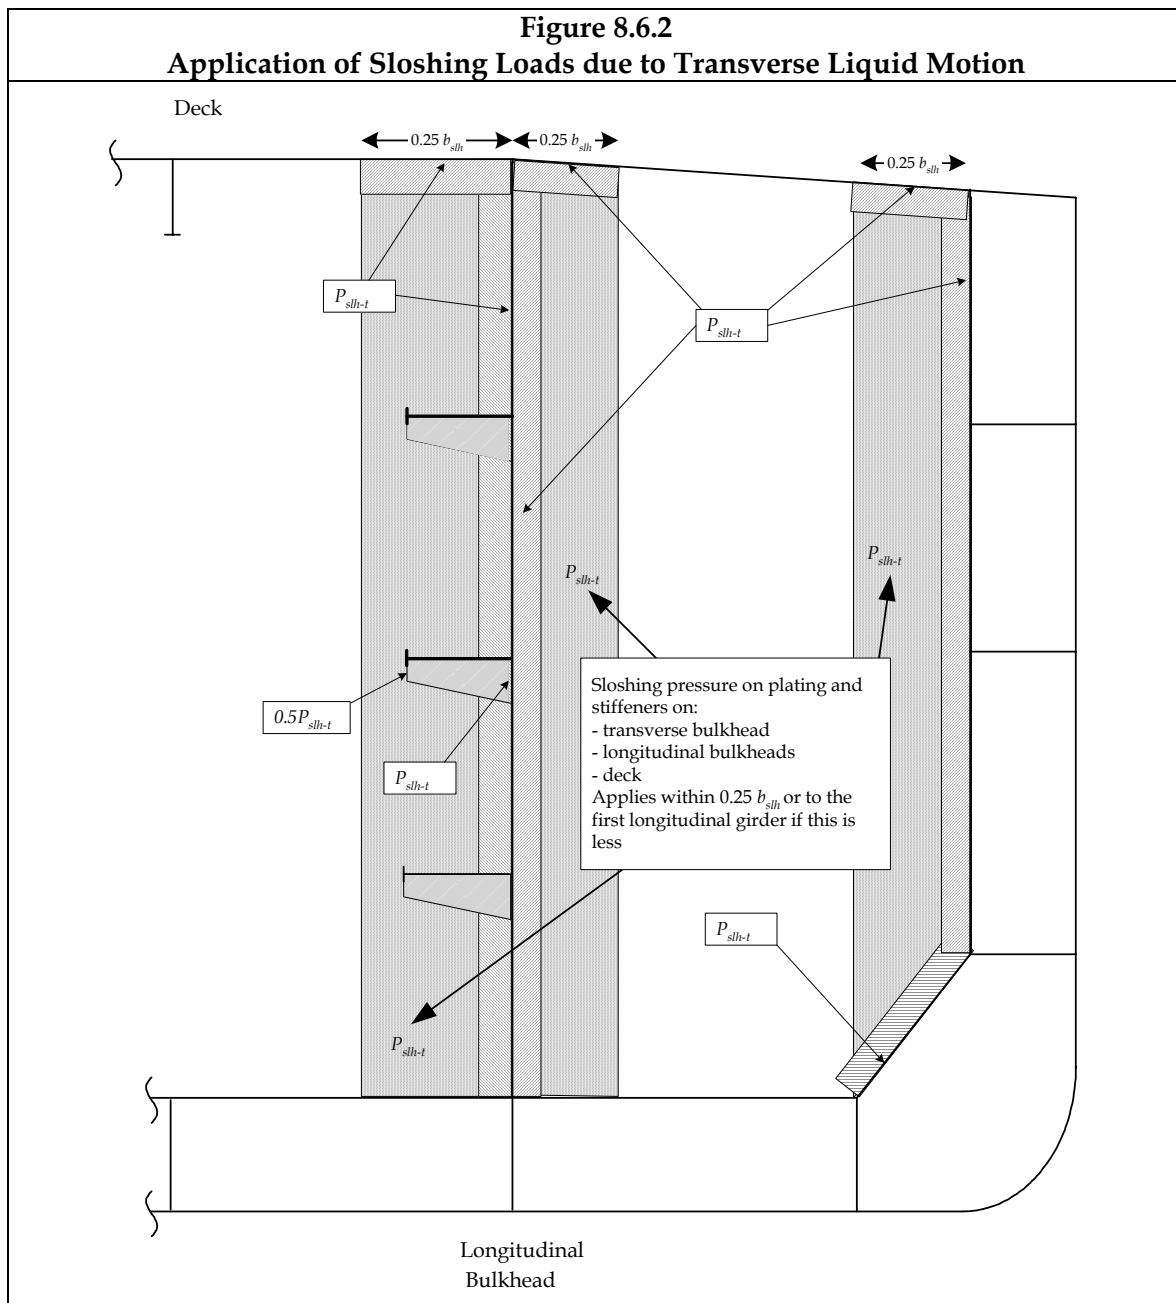 Figure 8.6.2
Application of Sloshing Loads due to Transverse Liquid Motion
Deck
0.25 b_slh
0.25 b_slh
0.25 b_slh
P_slh-t
P_slh-t
P_slh-t
P_slh-t
0.5P_slh-t
P_slh-t
Sloshing pressure on plating and
stiffeners on:
- transverse bulkhead
- longitudinal bulkheads
- deck
Applies within 0.25 b_slh or to the
first longitudinal girder if this is
less
P_slh-t
P_slh-t
Longitudinal
Bulkhead